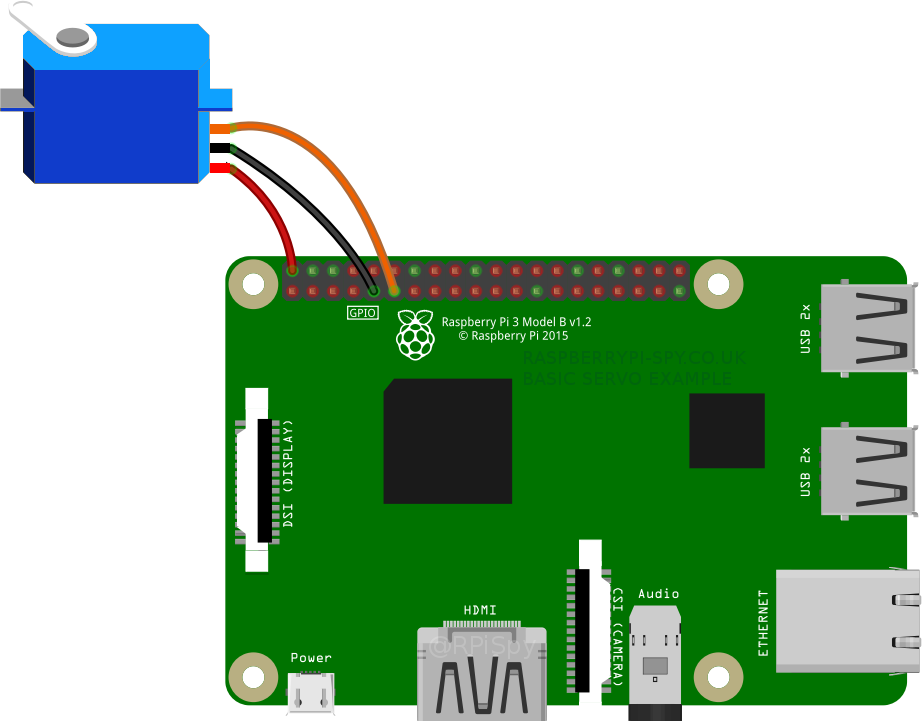 GPIO
Raspberry Pi 3 Model B v1.2
© Raspberry Pi 2015
RASPBERRYPI-SPY.CO.UK
BASIC SERVO EXAMPLE
USB 2x
DSI (DISPLAY)
USB 2x
HDMI
@RPiSpy
CSI (CAMERA)
Audio
ETHERNET
Power